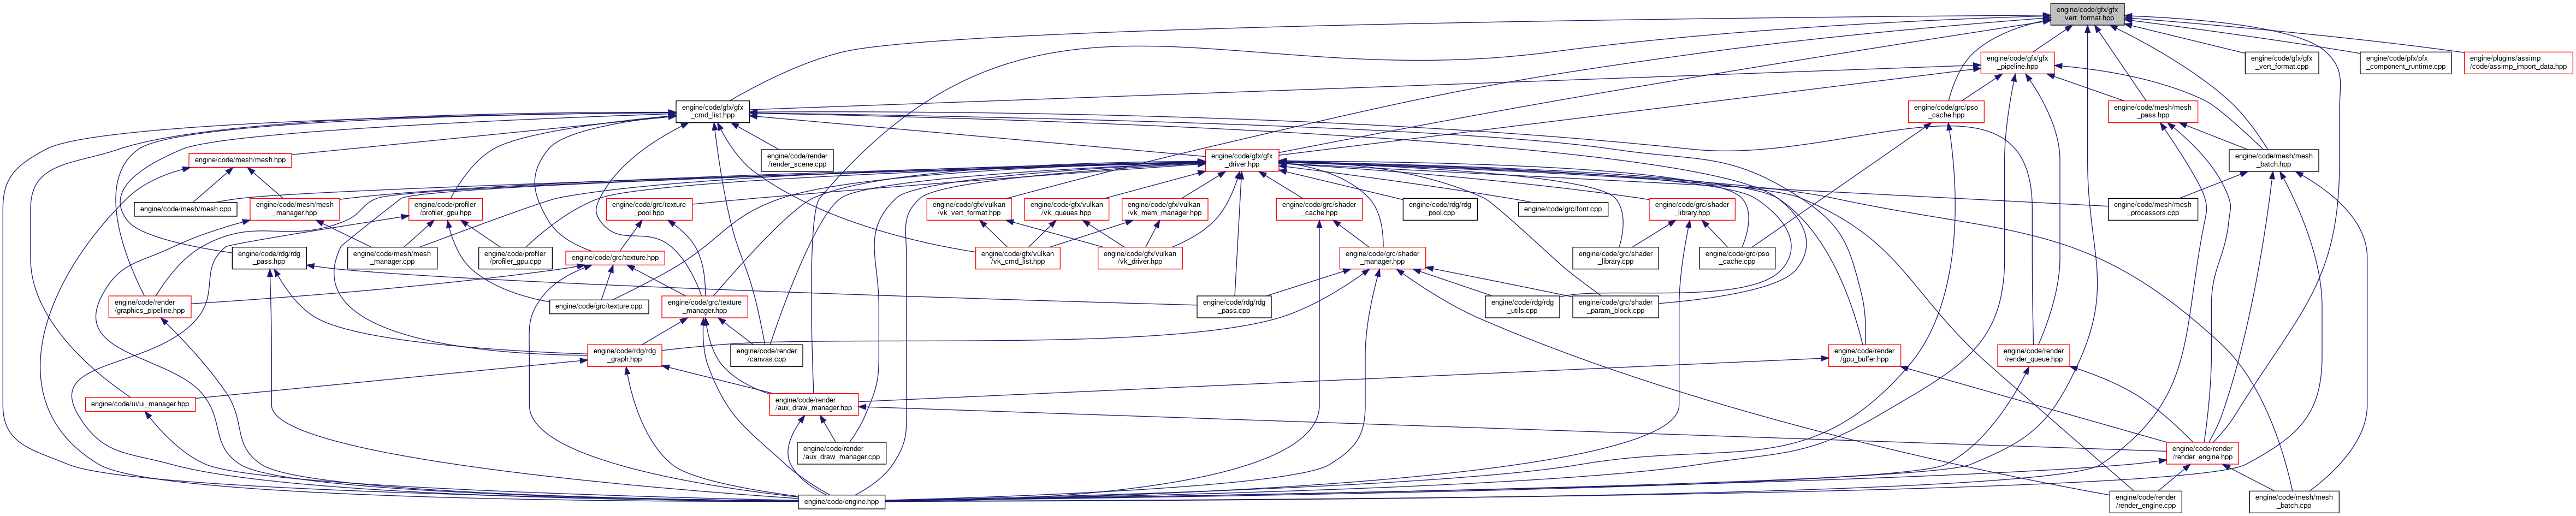 engine/code/gfx/gfx
_vert_format.hpp
engine/code/gfx/gfx
_pipeline.hpp
engine/code/gfx/gfx
_vert_format.cpp
engine/code/pfx/pfx
_component_runtime.cpp
engine/plugins/assimp
/code/assimp_import_data.hpp
engine/code/gfx/gfx
_cmd_list.hpp
engine/code/grc/pso
_cache.hpp
engine/code/mesh/mesh
_pass.hpp
engine/code/mesh/mesh.hpp
engine/code/render
/render_scene.cpp
engine/code/gfx/gfx
_driver.hpp
engine/code/mesh/mesh
_batch.hpp
engine/code/mesh/mesh.cpp
engine/code/mesh/mesh
_manager.hpp
engine/code/profiler
/profiler_gpu.hpp
engine/code/grc/texture
_pool.hpp
engine/code/gfx/vulkan
/vk_vert_format.hpp
engine/code/gfx/vulkan
/vk_queues.hpp
engine/code/gfx/vulkan
/vk_mem_manager.hpp
engine/code/grc/shader
_cache.hpp
engine/code/rdg/rdg
_pool.cpp
engine/code/grc/font.cpp
engine/code/grc/shader
_library.hpp
engine/code/mesh/mesh
_processors.cpp
engine/code/rdg/rdg
_pass.hpp
engine/code/mesh/mesh
_manager.cpp
engine/code/profiler
/profiler_gpu.cpp
engine/code/grc/texture.hpp
engine/code/gfx/vulkan
/vk_cmd_list.hpp
engine/code/gfx/vulkan
/vk_driver.hpp
engine/code/grc/shader
_manager.hpp
engine/code/grc/shader
_library.cpp
engine/code/grc/pso
_cache.cpp
engine/code/render
/graphics_pipeline.hpp
engine/code/grc/texture.cpp
engine/code/grc/texture
_manager.hpp
engine/code/rdg/rdg
_pass.cpp
engine/code/rdg/rdg
_utils.cpp
engine/code/grc/shader
_param_block.cpp
engine/code/rdg/rdg
_graph.hpp
engine/code/render
/canvas.cpp
engine/code/render
/gpu_buffer.hpp
engine/code/render
/render_queue.hpp
engine/code/ui/ui_manager.hpp
engine/code/render
/aux_draw_manager.hpp
engine/code/render
/aux_draw_manager.cpp
engine/code/render
/render_engine.hpp
engine/code/engine.hpp
engine/code/render
/render_engine.cpp
engine/code/mesh/mesh
_batch.cpp